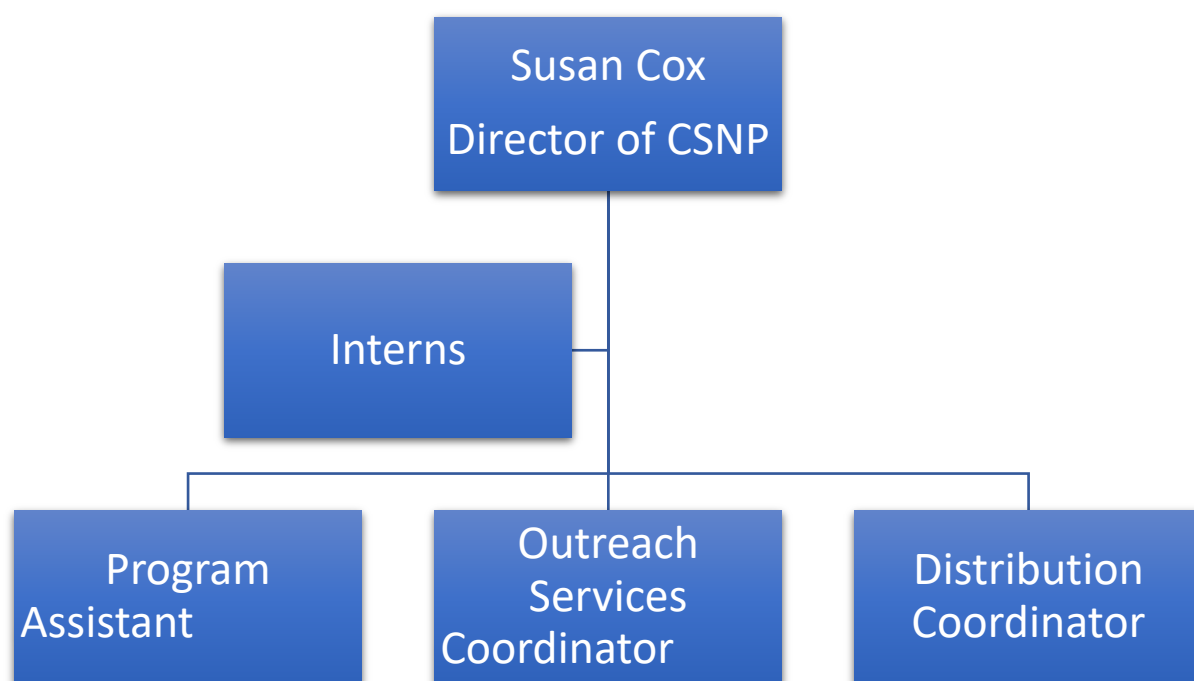 Susan Cox
Director of CSNP
Interns
Program
Assistant
Outreach
Services
Coordinator
Distribution
Coordinator